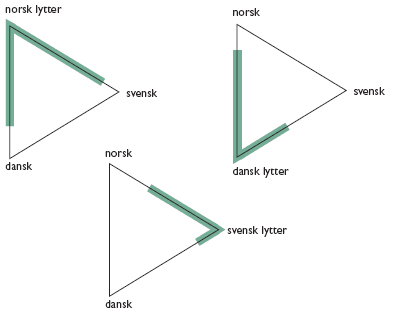 norsk lytter
svensk
dansk
norsk
svensk
dansk lytter
norsk
svensk lytter
dansk